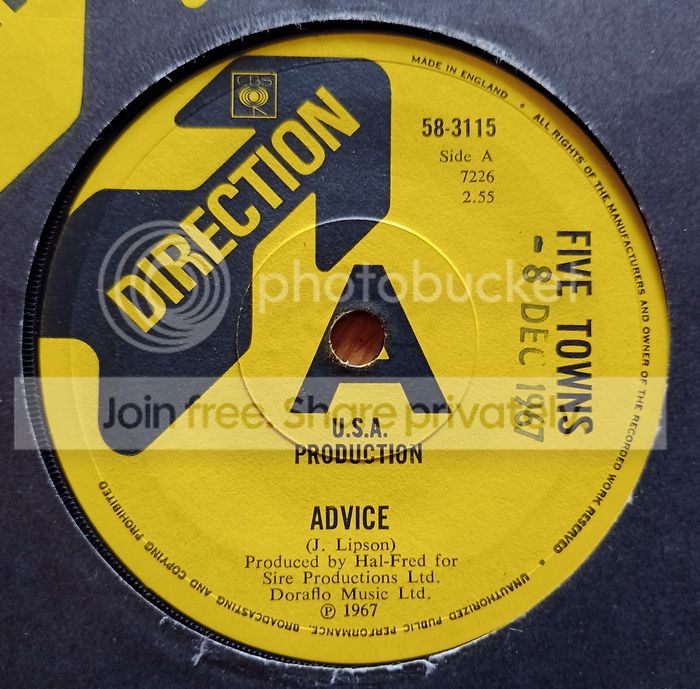 CBS
DIRECTION
MADE IN ENGLAND • ALL RIGHTS OF THE MANUFACTURERS AND OWNER OF THE RECORDED WORK RESERVED • UNAUTHORIZED PUBLIC PERFORMANCE, BROADCASTING AND COPYING PROHIBITED
58-3115
Side A
7226
2.55
FIVE TOWNS
- 8 DEC 1967
A
U.S.A.
PRODUCTION
ADVICE
(J. Lipson)
Produced by Hal-Fred for
Sire Productions Ltd.
Doraflo Music Ltd.
℗ 1967
photobucket
Join free. Share privately